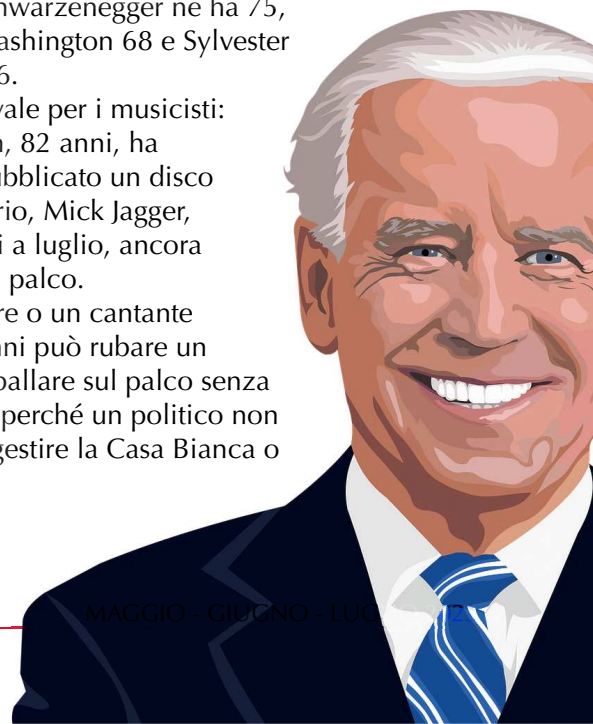 hwarzenegger ne ha 75,
ashington 68 e Sylvester
6.
vale per i musicisti:
n, 82 anni, ha
ubblicato un disco
rio, Mick Jagger,
i a luglio, ancora
palco.
re o un cantante
nni può rubare un
ballare sul palco senza
perché un politico non
gestire la Casa Bianca o
MAGGIO - GIUGNO - LUG